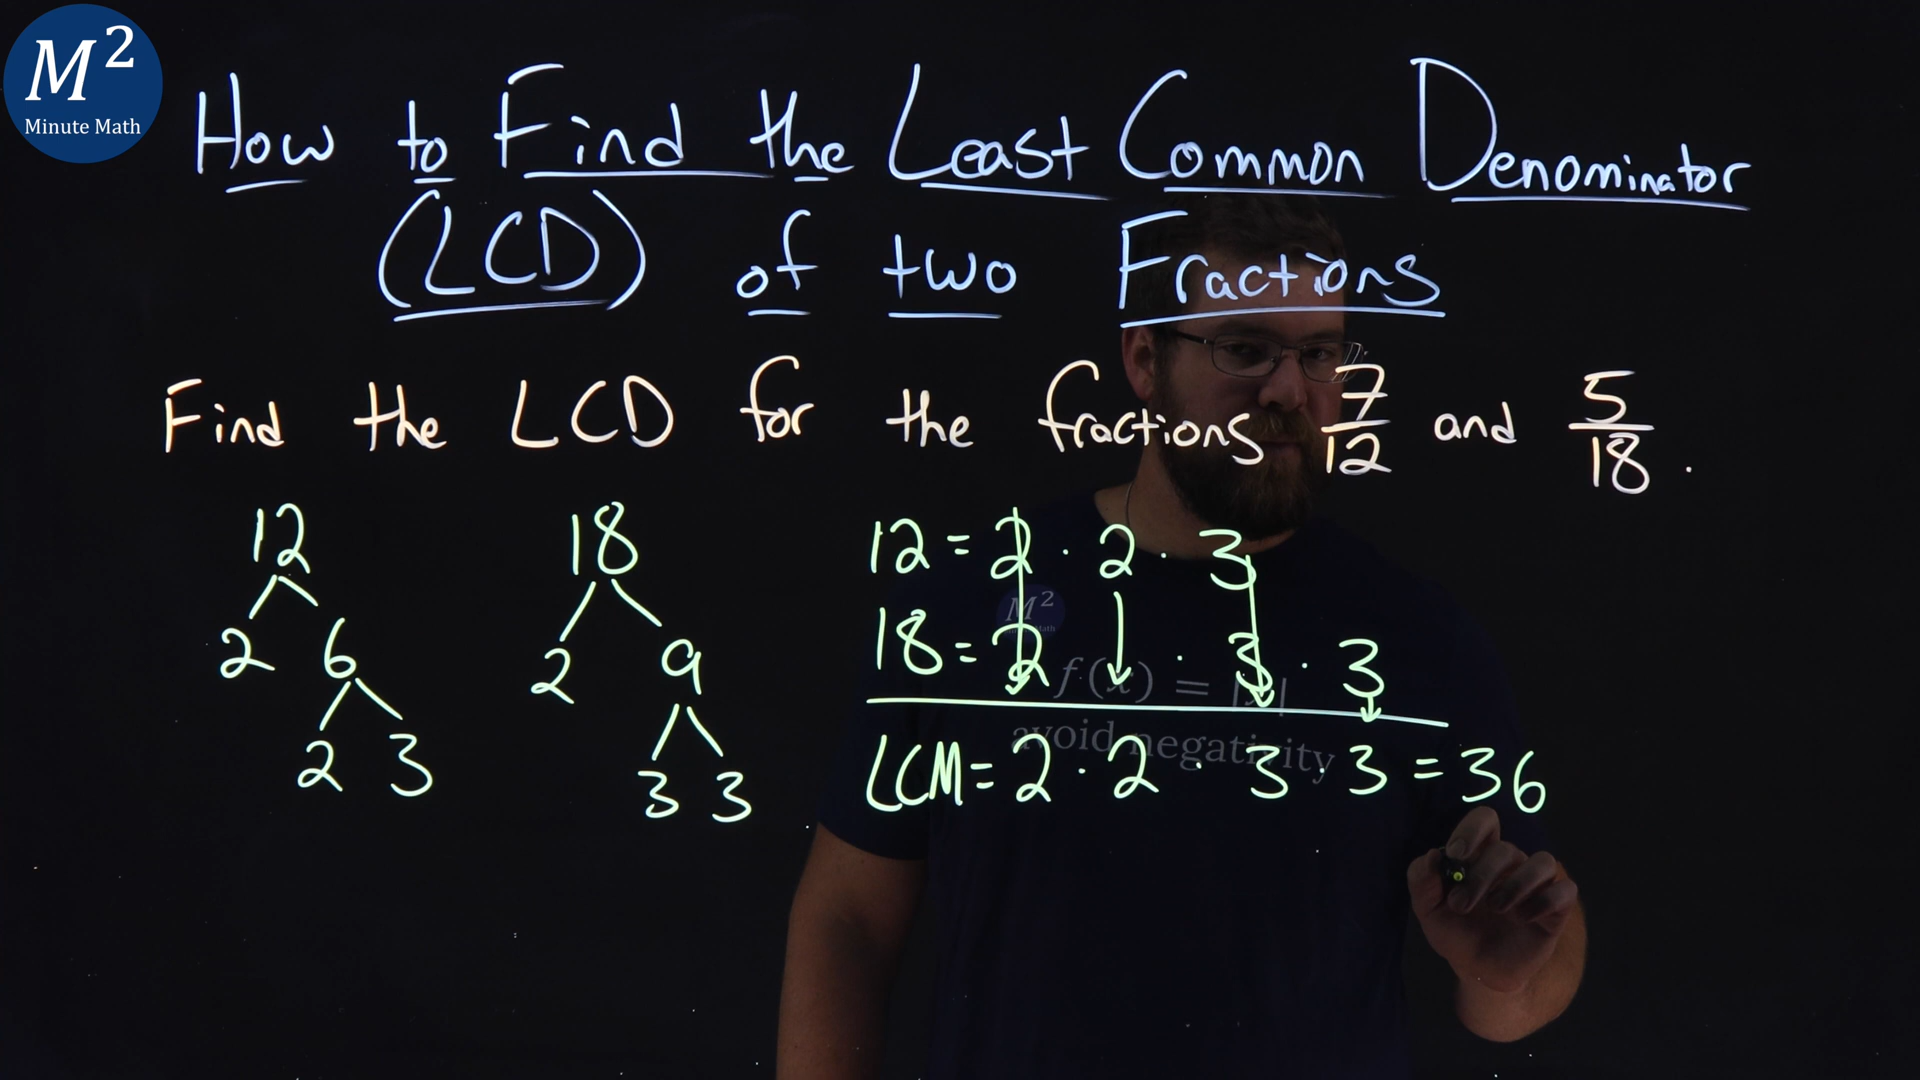 M²
Minute Math
How to Find the Least Common Denominator
(LCD) of two Fractions
Find the LCD for the fractions 7/12 and 5/18.
12
2 6
2 3
18
2 9
3 3
12 = 2 · 2 · 3
18 = 2 · 3 · 3
LCM = 2 · 2 · 3 · 3 = 36
M²
f(x) = |x|
avoid negativity